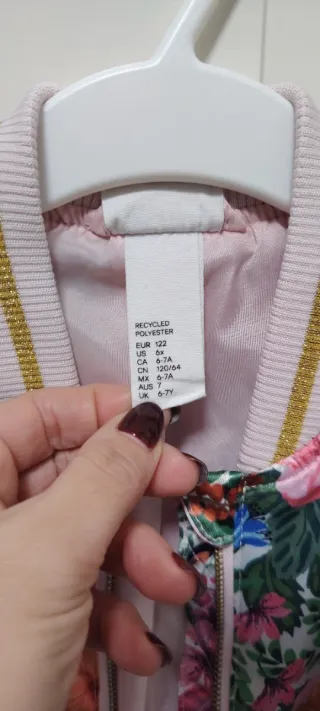 RECYCLED
POLYESTER
EUR 122
US 6x
CA 6-7A
CN 120/64
MX 6-7A
AUS 7
UK 6-7Y